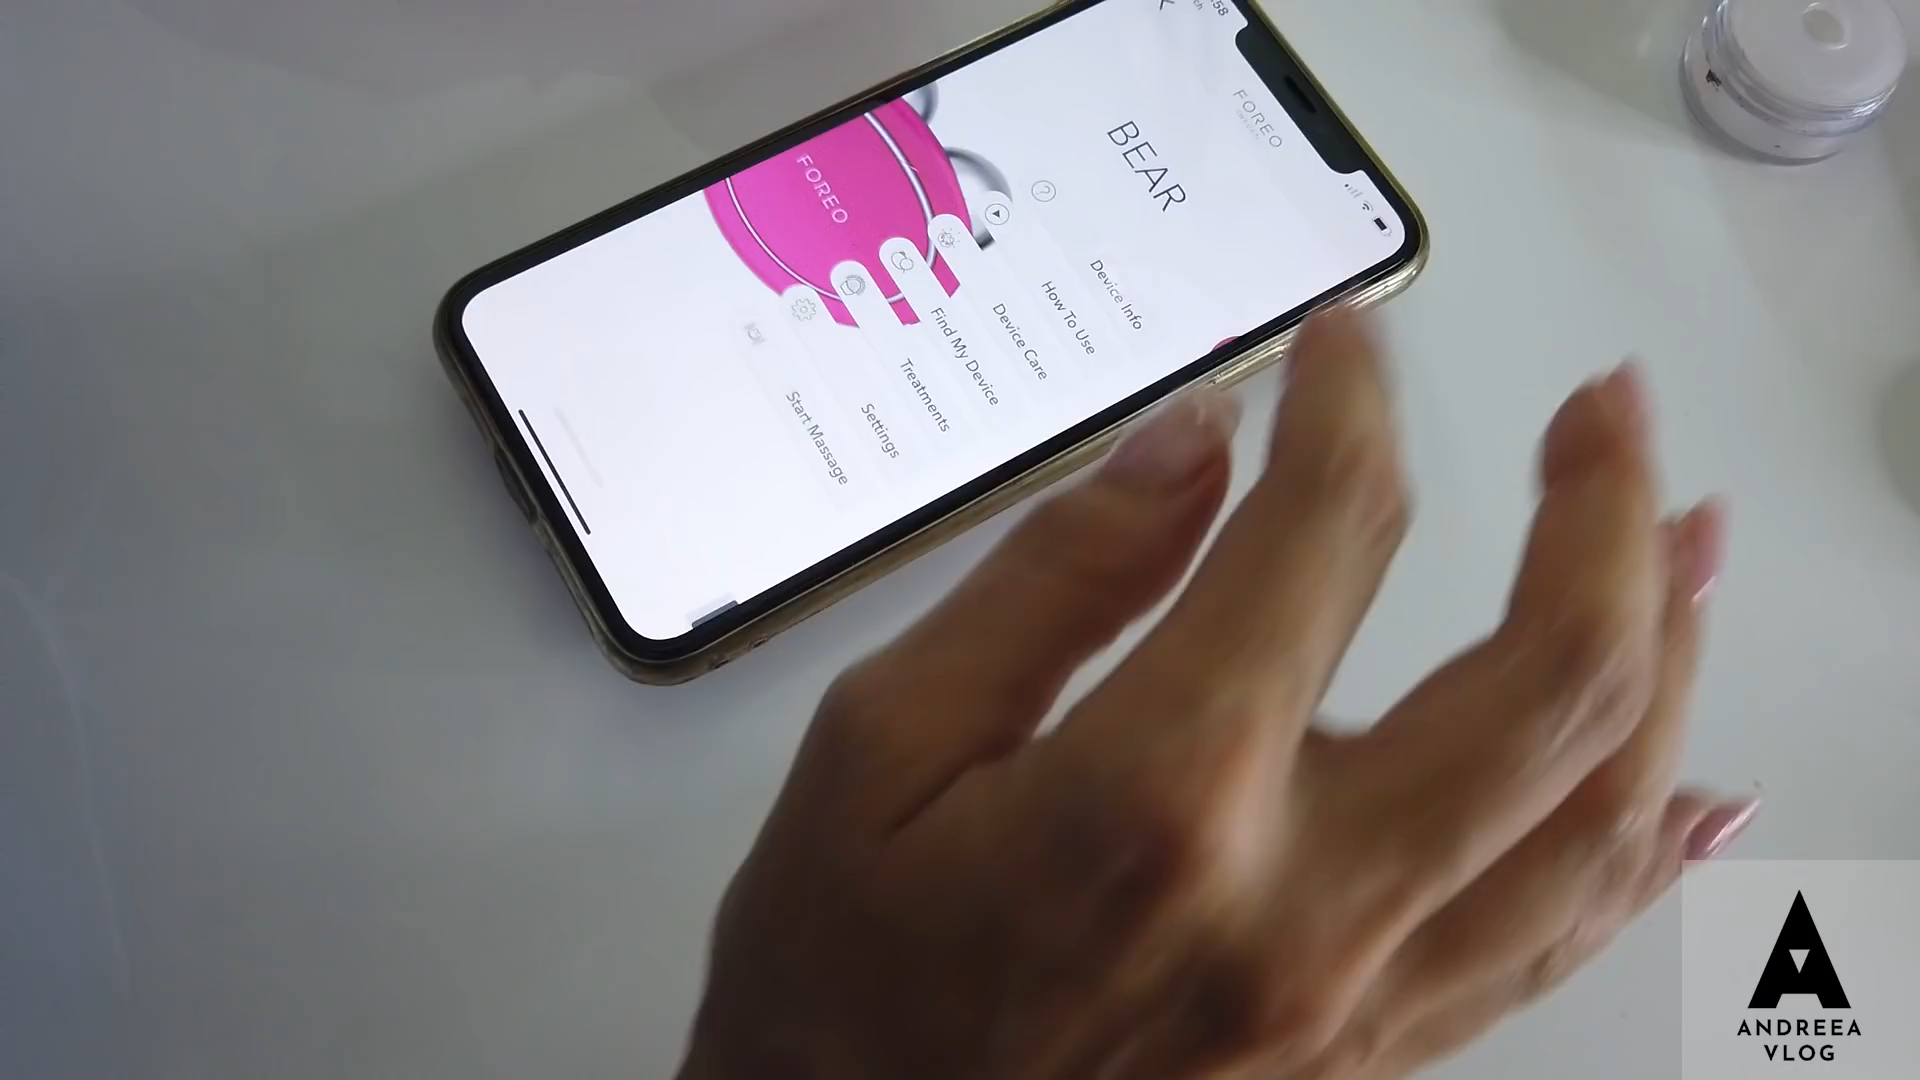 FOREO
BEAR
FOREO
Device Info
How To Use
Device Care
Find My Device
Treatments
Settings
Start Massage
ANDREEA
VLOG